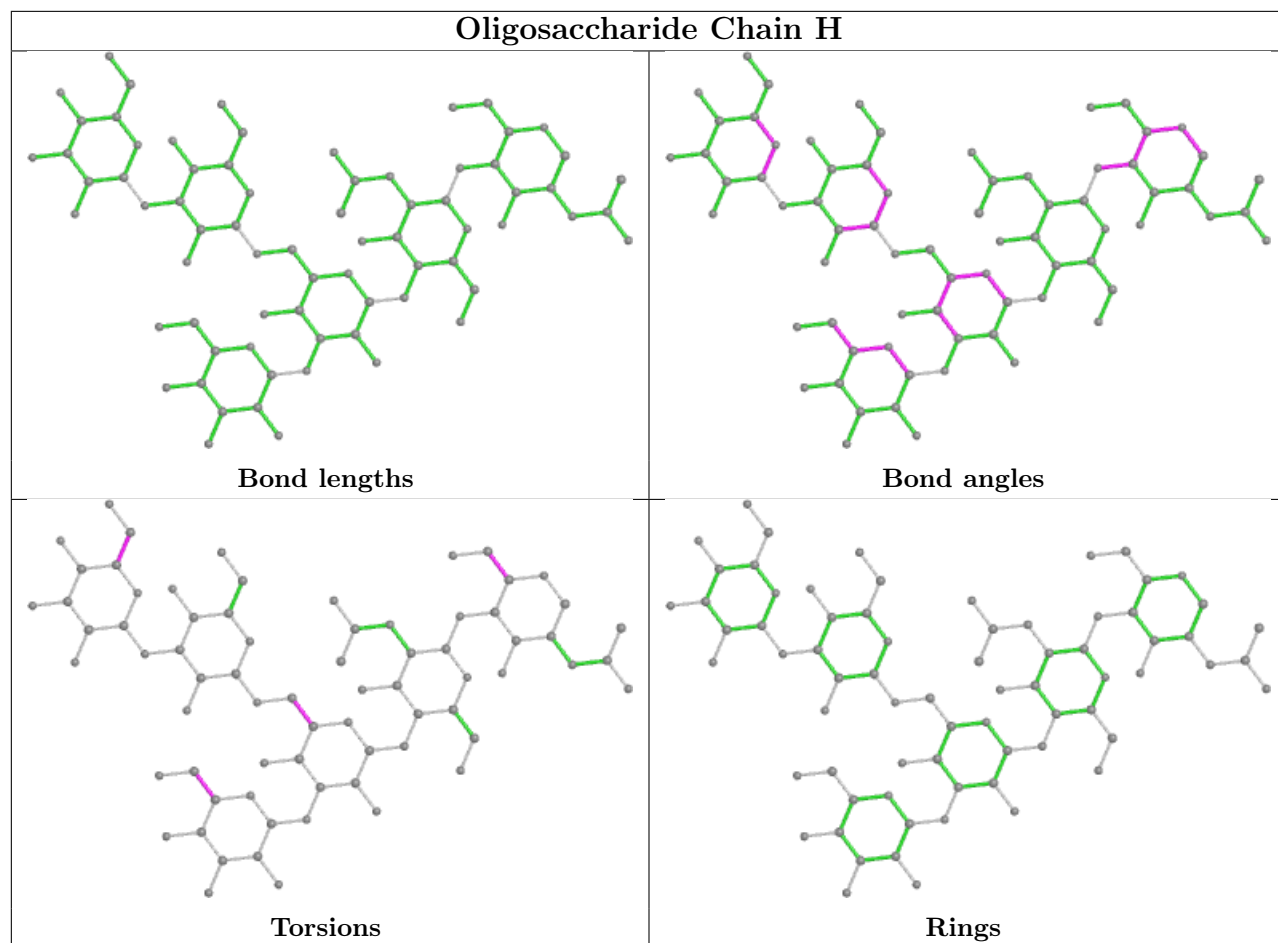 Oligosaccharide Chain H
Bond lengths
Bond angles
Torsions
Rings